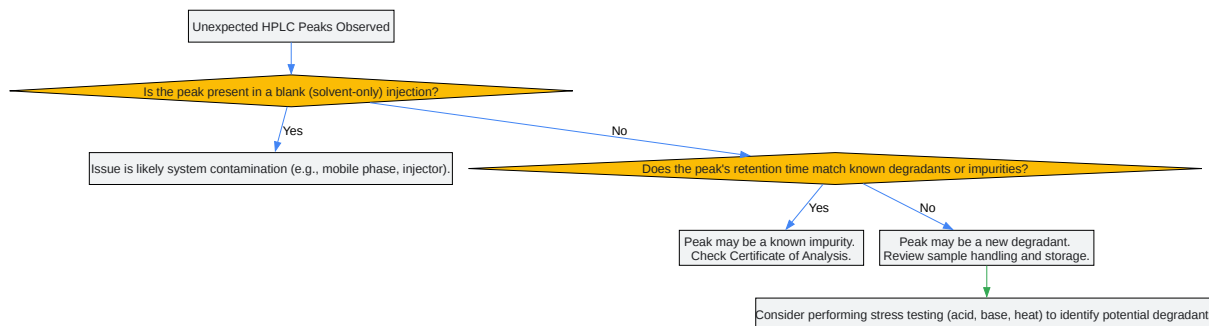 Unexpected HPLC Peaks Observed
Is the peak present in a blank (solvent-only) injection?
Yes
No
Issue is likely system contamination (e.g., mobile phase, injector).
Does the peak's retention time match known degradants or impurities?
Yes
No
Peak may be a known impurity.
Check Certificate of Analysis.
Peak may be a new degradant.
Review sample handling and storage.
Consider performing stress testing (acid, base, heat) to identify potential degradant